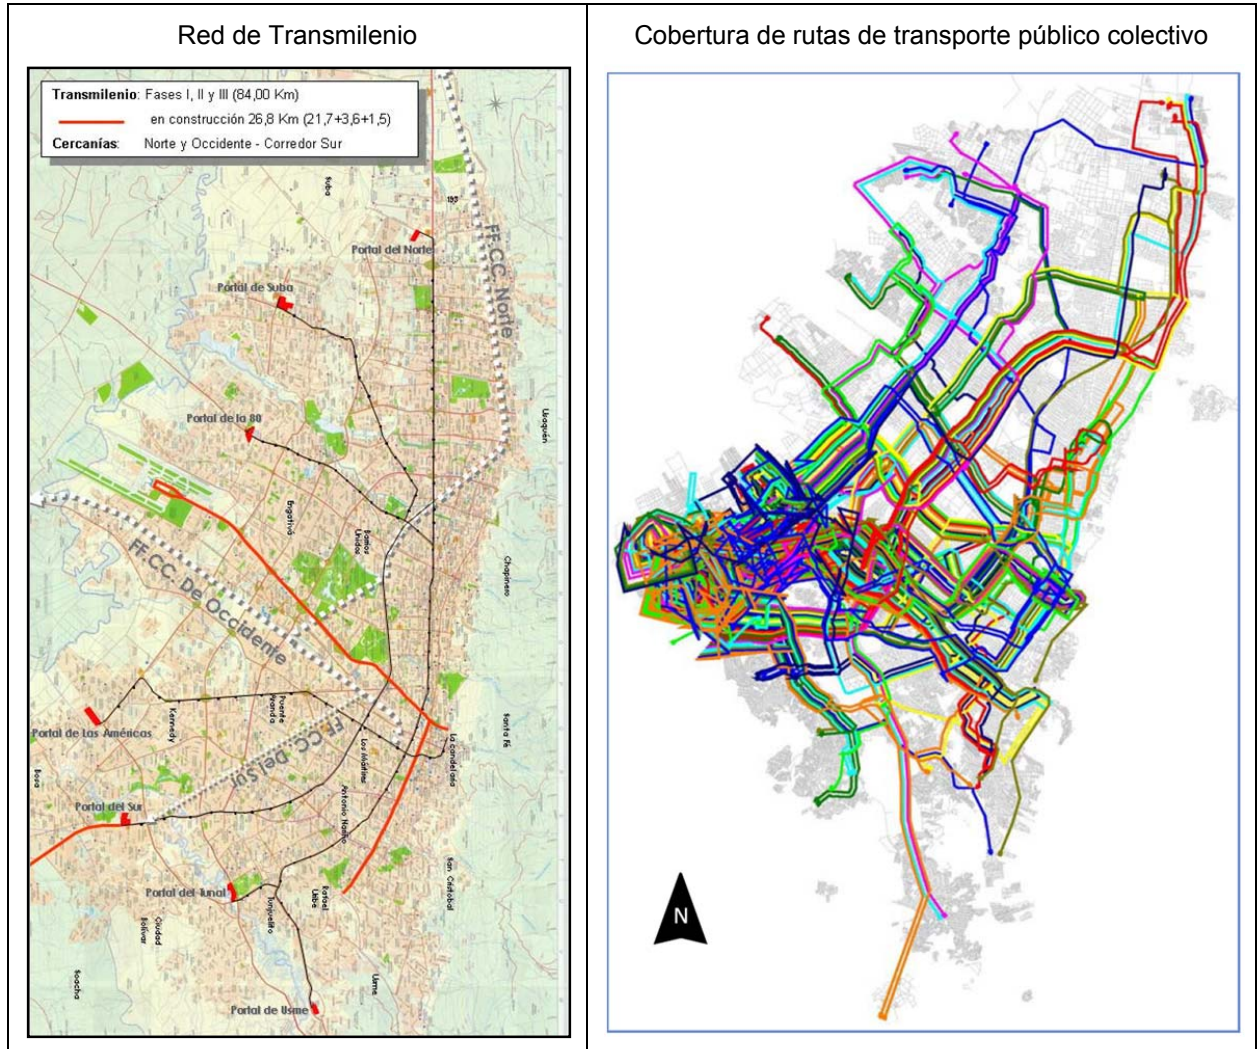 Red de Transmilenio
Cobertura de rutas de transporte público colectivo
Transmilenio: Fases I, II y III (84,00 Km)
en construcción 26,8 Km (21,7+3,6+1,5)
Cercanías: Norte y Occidente - Corredor Sur
Suba
Portal del Norte
FF.CC. Norte
Portal de Suba
Usaquén
Portal de la 80
Engativá
Barrios Unidos
FF.CC. De Occidente
Chapinero
Puente Aranda
Kennedy
Portal de Las Américas
FF.CC. Del Sur
Los Mártires
La candelaria
Santa Fé
Bosa
Portal del Sur
Antonio Nariño
San Cristobal
Portal del Tunal
Tunjuelito
Rafael Uribe
Ciudad Bolívar
Soacha
Usme
Portal de Usme
N